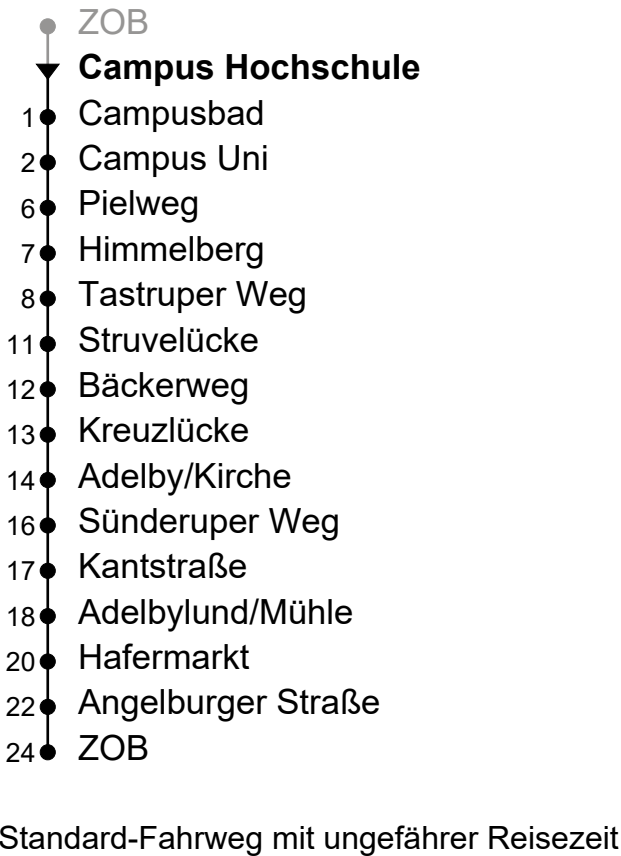 ZOB
Campus Hochschule
1 Campusbad
2 Campus Uni
6 Pielweg
7 Himmelberg
8 Tastruper Weg
11 Struvelücke
12 Bäckerweg
13 Kreuzlücke
14 Adelby/Kirche
16 Sünderuper Weg
17 Kantstraße
18 Adelbylund/Mühle
20 Hafermarkt
22 Angelburger Straße
24 ZOB
Standard-Fahrweg mit ungefährer Reisezeit